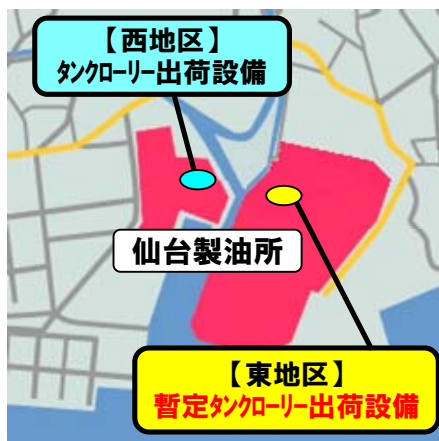 【西地区】
ﾀﾝｸﾛｰﾘｰ出荷設備
仙台製油所
【東地区】
暫定ﾀﾝｸﾛｰﾘｰ出荷設備